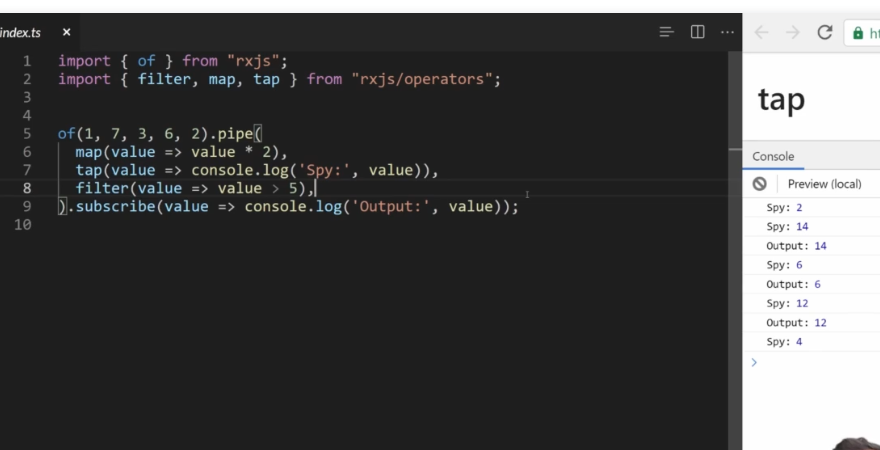 index.ts ×
1 import { of } from "rxjs";
2 import { filter, map, tap } from "rxjs/operators";
3
4
5 of(1, 7, 3, 6, 2).pipe(
6 map(value => value * 2),
7 tap(value => console.log('Spy:', value)),
8 filter(value => value > 5),
9 ).subscribe(value => console.log('Output:', value));
10
ht
tap
Console
Preview (local)
Spy: 2
Spy: 14
Output: 14
Spy: 6
Output: 6
Spy: 12
Output: 12
Spy: 4